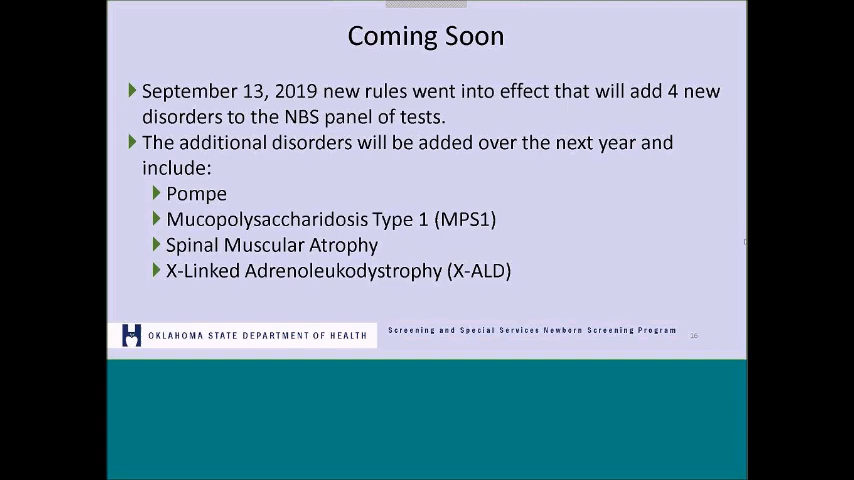 Coming Soon
September 13, 2019 new rules went into effect that will add 4 new
disorders to the NBS panel of tests.
The additional disorders will be added over the next year and
include:
Pompe
Mucopolysaccharidosis Type 1 (MPS1)
Spinal Muscular Atrophy
X-Linked Adrenoleukodystrophy (X-ALD)
OKLAHOMA STATE DEPARTMENT OF HEALTH
Screening and Special Services Newborn Screening Program
16